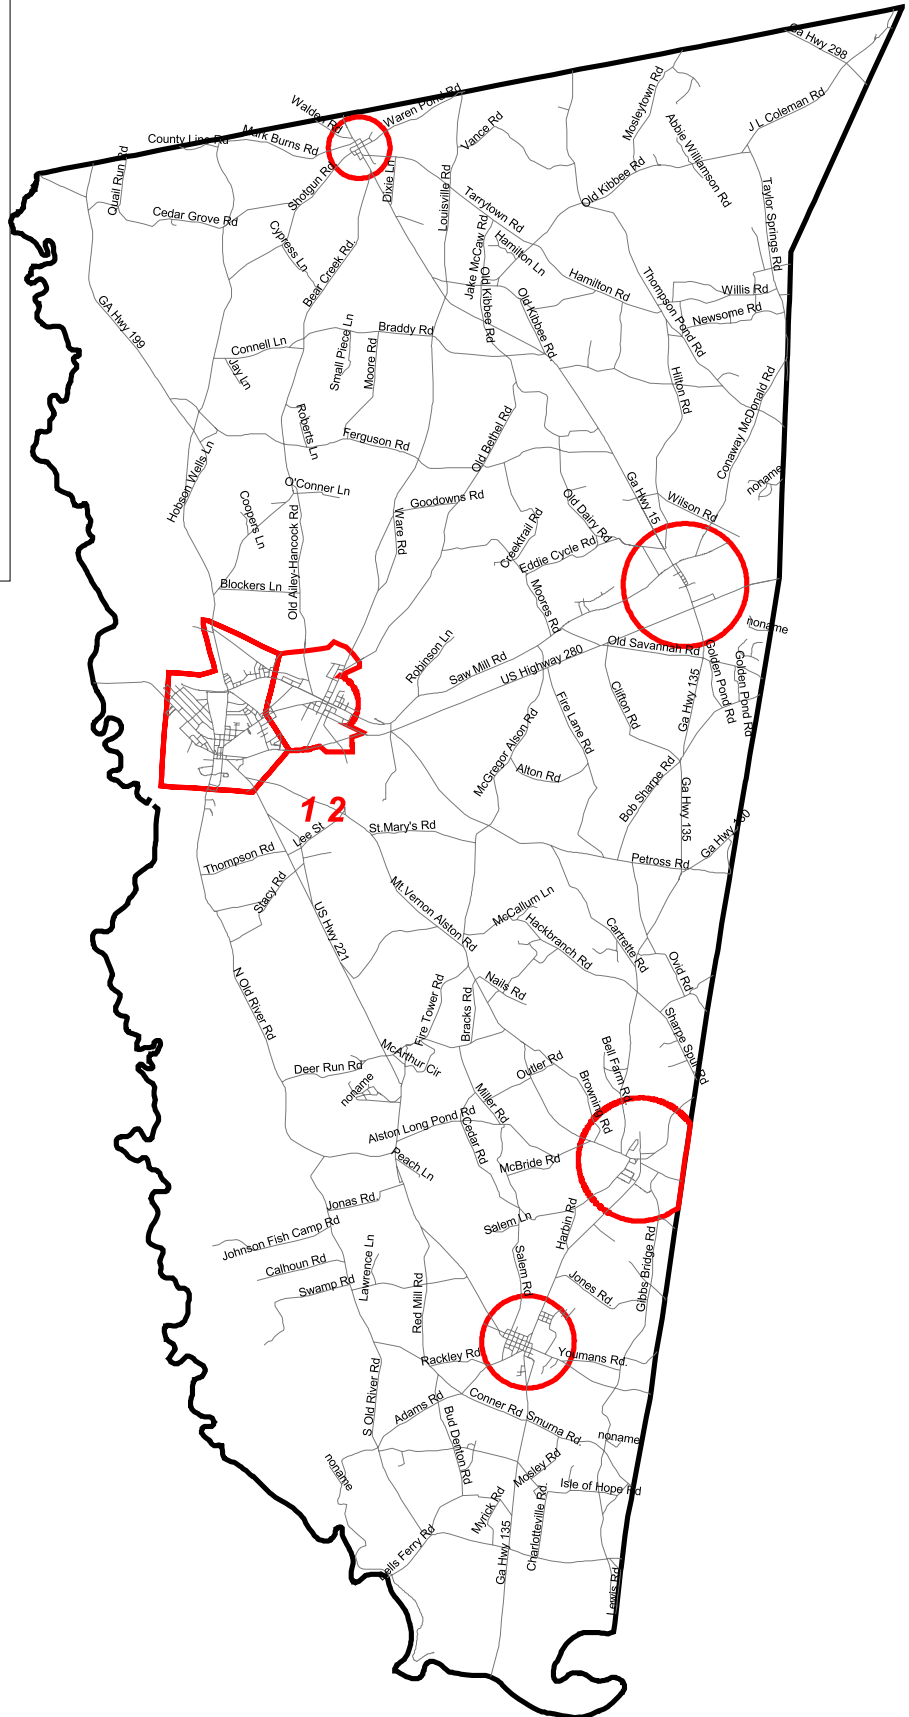 Ga Hwy 298
Walden Rd
Waren Pond Rd
Mosleytown Rd
J L Coleman Rd
County Line Rd
Mark Burns Rd
Vance Rd
Abbie Williamson Rd
Quail Run Rd
Shotgun Rd
Dixie Ln
Louisville Rd
Old Kibbee Rd
Taylor Springs Rd
Cedar Grove Rd
Tarrytown Rd
Cypress Ln
Jake McCaw Rd
Hamilton Ln
Bear Creek Rd.
Old Kibbee Rd
Hamilton Rd
Thompson Pond Rd
Willis Rd
Newsome Rd
GA Hwy 199
Old Kibbee Rd
Small Piece Ln
Braddy Rd
Connell Ln
Moore Rd
Jay Ln
Hilton Rd
Conaway McDonald Rd
Roberts Ln
Ferguson Rd
Old Bethel Rd
Hobson Wells Ln
noname
O'Conner Ln
Goodowns Rd
Ga Hwy 15
Coopers Ln
Old Dairy Rd
Wilson Rd
Ware Rd
Creektrail Rd
Old Ailey-Hancock Rd
Eddie Cycle Rd
Blockers Ln
Moores Rd
noname
Robinson Ln
Old Savannah Rd
Saw Mill Rd
US Highway 280
Golden Pond Rd
Golden Pond Rd
Clifton Rd
Ga Hwy 135
Fire Lane Rd
McGregor Alson Rd
Alton Rd
Bob Sharpe Rd
1 2
Ga Hwy 135
St.Mary's Rd
Lee St
Thompson Rd
Petross Rd
Stacy Rd
Mt.Vernon Alston Rd
McCallum Ln
US Hwy 221
Hackbranch Rd
Cartrette Rd
Ovid Rd
N Old River Rd
Nails Rd
Fire Tower Rd
Bracks Rd
Sharpe Spur Rd
McArthur Cir
Deer Run Rd
Outler Rd
Bell Farm Rd.
noname
Browning Rd
Miller Rd
Alston Long Pond Rd
Cedar Rd
Peach Ln
McBride Rd
Jonas Rd.
Salem Ln
Harbin Rd
Johnson Fish Camp Rd
Calhoun Rd
Lawrence Ln
Salem Rd
Gibbs Bridge Rd
Swamp Rd
Jones Rd.
Red Mill Rd
Rackley Rd
Youmans Rd.
S Old River Rd
Adams Rd
Conner Rd
Smurna Rd.
Bud Denton Rd
noname
noname
Mosley Rd
Isle of Hope Rd
Myrick Rd
Charlotteville Rd.
Ga Hwy 135
Lewis Rd